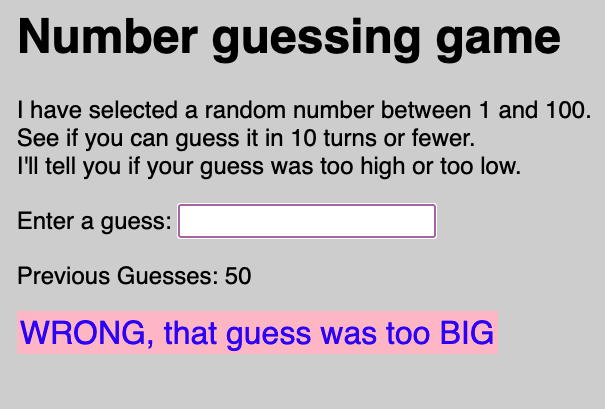 Number guessing game
I have selected a random number between 1 and 100.
See if you can guess it in 10 turns or fewer.
I'll tell you if your guess was too high or too low.
Enter a guess:
Previous Guesses: 50
WRONG, that guess was too BIG